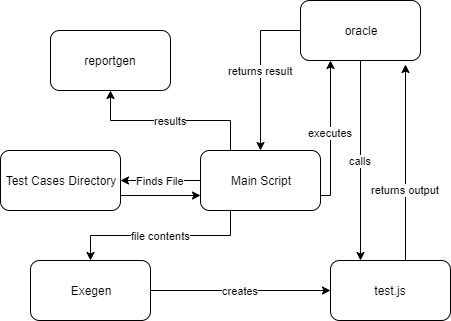 oracle
reportgen
returns result
results
executes
calls
Test Cases Directory
Finds File
Main Script
returns output
file contents
Exegen
creates
test.js